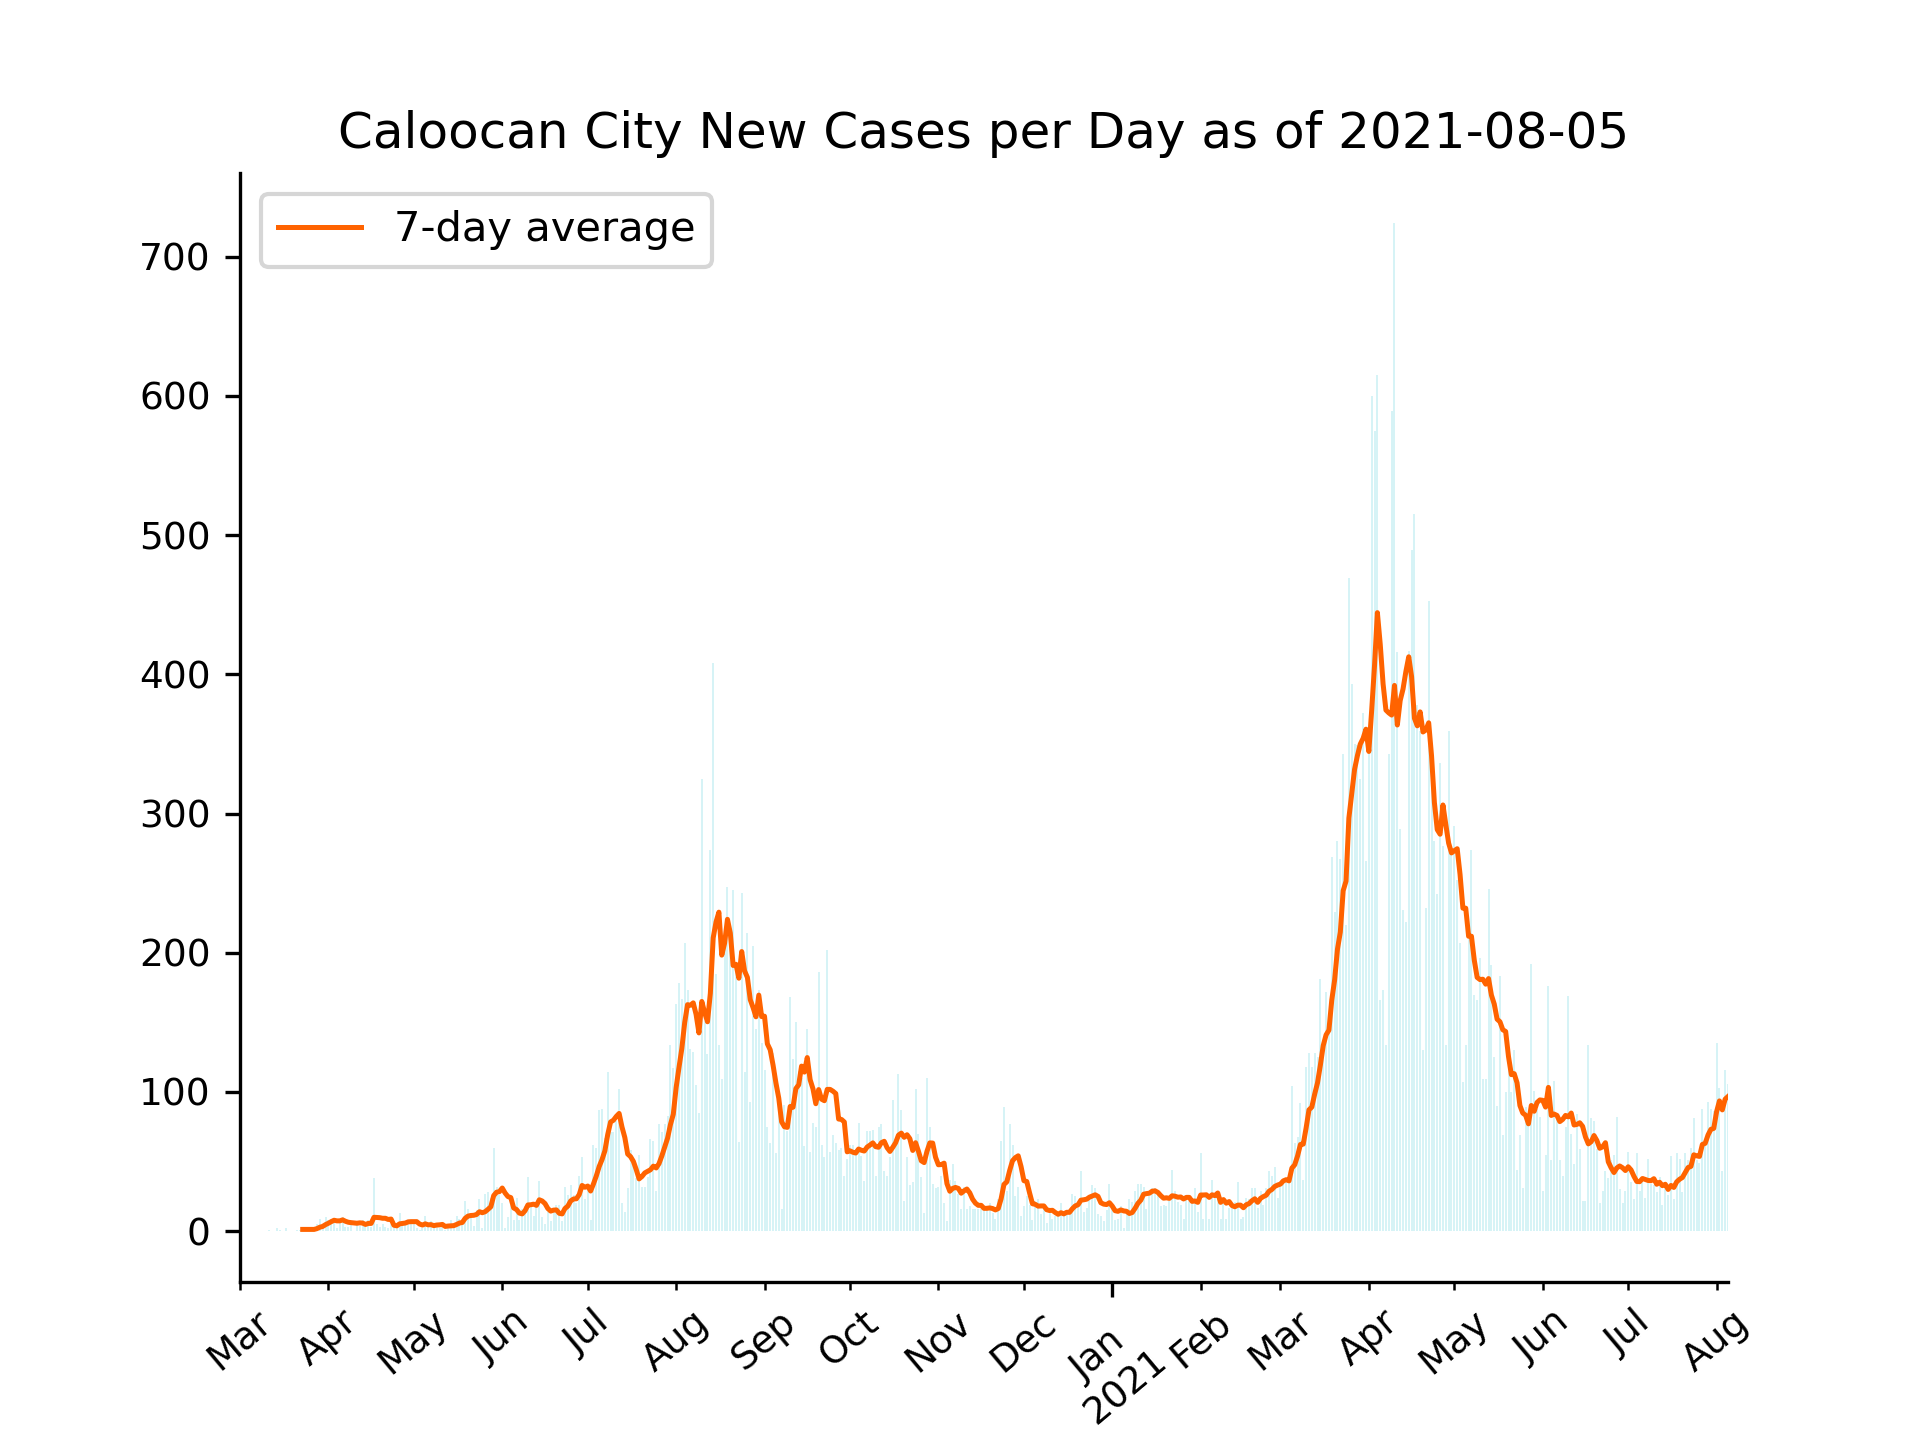 Caloocan City New Cases per Day as of 2021-08-05
7-day average
700
600
500
400
300
200
100
0
Mar
Apr
May
Jun
Jul
Aug
Sep
Oct
Nov
Dec
Jan
2021
Feb
Mar
Apr
May
Jun
Jul
Aug